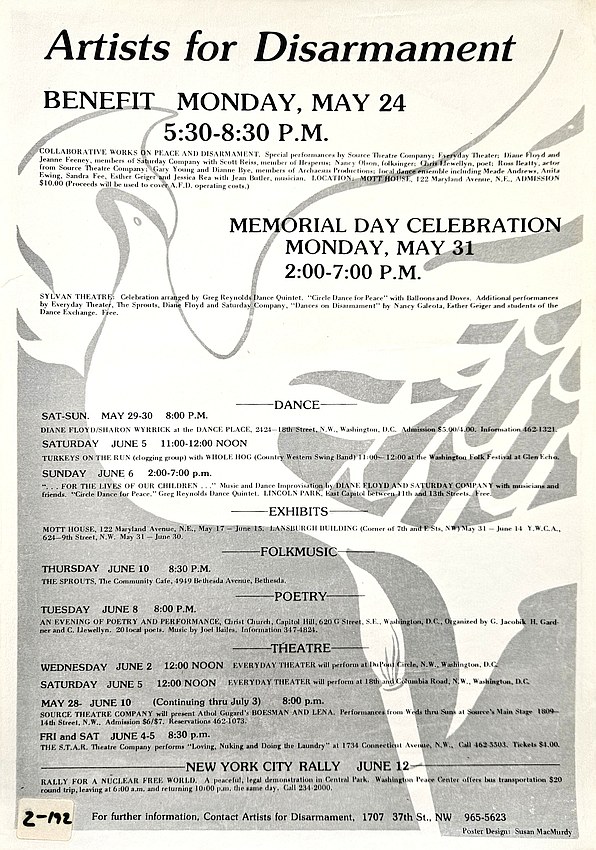 Artists for Disarmament
BENEFIT MONDAY, MAY 24
5:30-8:30 P.M.
COLLABORATIVE WORKS ON PEACE AND DISARMAMENT. Special performances by Source Theatre Company; Everyday Theater; Diane Floyd and
Jeanne Feeney, members of Saturday Company with Scott Reiss, member of Hesperus; Nancy Olson, folksinger; Chris Llewellyn, poet; Ross Beatty, actor
from Source Theatre Company; Gary Young and Dianne Bye, members of Archaeus Productions; local dance ensemble including Meade Andrews, Anita
Ewing, Sandra Fee, Esther Geiger and Jessica Rea with Jean Butler, musician. LOCATION: MOTT HOUSE, 122 Maryland Avenue, N.E., ADMISSION
$10.00 (Proceeds will be used to cover A.F.D. operating costs.)
MEMORIAL DAY CELEBRATION
MONDAY, MAY 31
2:00-7:00 P.M.
SYLVAN THEATRE: Celebration arranged by Greg Reynolds Dance Quintet. “Circle Dance for Peace” with Balloons and Doves. Additional performances
by Everyday Theater, The Sprouts, Diane Floyd and Saturday Company, “Dances on Disarmament” by Nancy Galeota, Esther Geiger and students of the
Dance Exchange. Free.
DANCE
SAT-SUN. MAY 29-30 8:00 P.M.
DIANE FLOYD/SHARON WYRRICK at the DANCE PLACE, 2424—18th Street, N.W., Washington, D.C. Admission $5.00/4.00. Information 462-1321.
SATURDAY JUNE 5 11:00-12:00 NOON
TURKEYS ON THE RUN (clogging group) with WHOLE HOG (Country Western Swing Band) 11:00—12:00 at the Washington Folk Festival at Glen Echo.
SUNDAY JUNE 6 2:00-7:00 p.m.
“. . . FOR THE LIVES OF OUR CHILDREN . . .” Music and Dance Improvisation by DIANE FLOYD AND SATURDAY COMPANY with musicians and
friends. “Circle Dance for Peace,” Greg Reynolds Dance Quintet. LINCOLN PARK, East Capitol between 11th and 13th Streets. Free.
EXHIBITS
MOTT HOUSE, 122 Maryland Avenue, N.E., May 17 — June 15. LANSBURGH BUILDING (Corner of 7th and E Sts, NW) May 31 — June 14 Y.W.C.A.,
624—9th Street, N.W. May 31 — June 30.
FOLKMUSIC
THURSDAY JUNE 10 8:30 P.M.
THE SPROUTS, The Community Cafe, 4949 Bethesda Avenue, Bethesda.
POETRY
TUESDAY JUNE 8 8:00 P.M.
AN EVENING OF POETRY AND PERFORMANCE, Christ Church, Capitol Hill, 620 G Street, S.E., Washington, D.C., Organized by G. Jacobik, H. Gard-
ner and C. Llewellyn. 20 local poets. Music by Joel Bailes. Information 347-4824.
THEATRE
WEDNESDAY JUNE 2 12:00 NOON EVERYDAY THEATER will perform at DuPont Circle, N.W., Washington, D.C.
SATURDAY JUNE 5 12:00 NOON EVERYDAY THEATER will perform at 18th and Columbia Road, N.W., Washington, D.C.
MAY 28- JUNE 10 (Continuing thru July 3) 8:00 p.m.
SOURCE THEATRE COMPANY will present Athol Gugard's BOESMAN AND LENA. Performances from Weds thru Suns at Source's Main Stage 1809—
14th Street, N.W. Admission $6/$7. Reservations 462-1073.
FRI and SAT JUNE 4-5 8:30 p.m.
THE S.T.A.R. Theatre Company performs “Loving, Nuking and Doing the Laundry” at 1734 Connecticut Avenue, N.W., Call 462-3303. Tickets $4.00.
NEW YORK CITY RALLY JUNE 12
RALLY FOR A NUCLEAR FREE WORLD. A peaceful, legal demonstration in Central Park. Washington Peace Center offers bus transportation $20
round trip, leaving at 6:00 a.m. and returning 10:00 p.m. the same day. Call 234-2000.
2-192
For further information, Contact Artists for Disarmament, 1707 37th St., NW 965-5623
Poster Design: Susan MacMurdy